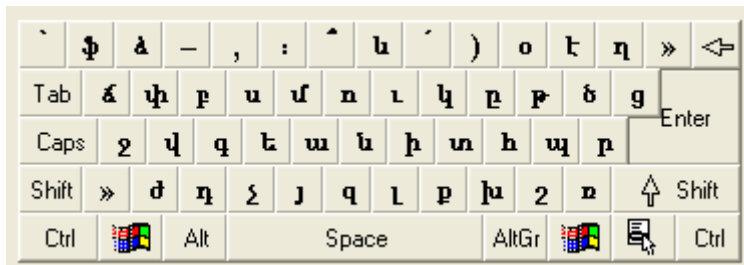 ՝ ֆ ձ – , ։ ՞ և ՛ ) օ է ղ »
Tab ճ փ բ ս մ ո ւ կ ը թ ծ ց Enter
Caps ջ վ գ ե ա ն ի տ հ պ ր
Shift » ժ դ չ յ զ լ ք խ շ ռ Shift
Ctrl Alt Space AltGr Ctrl